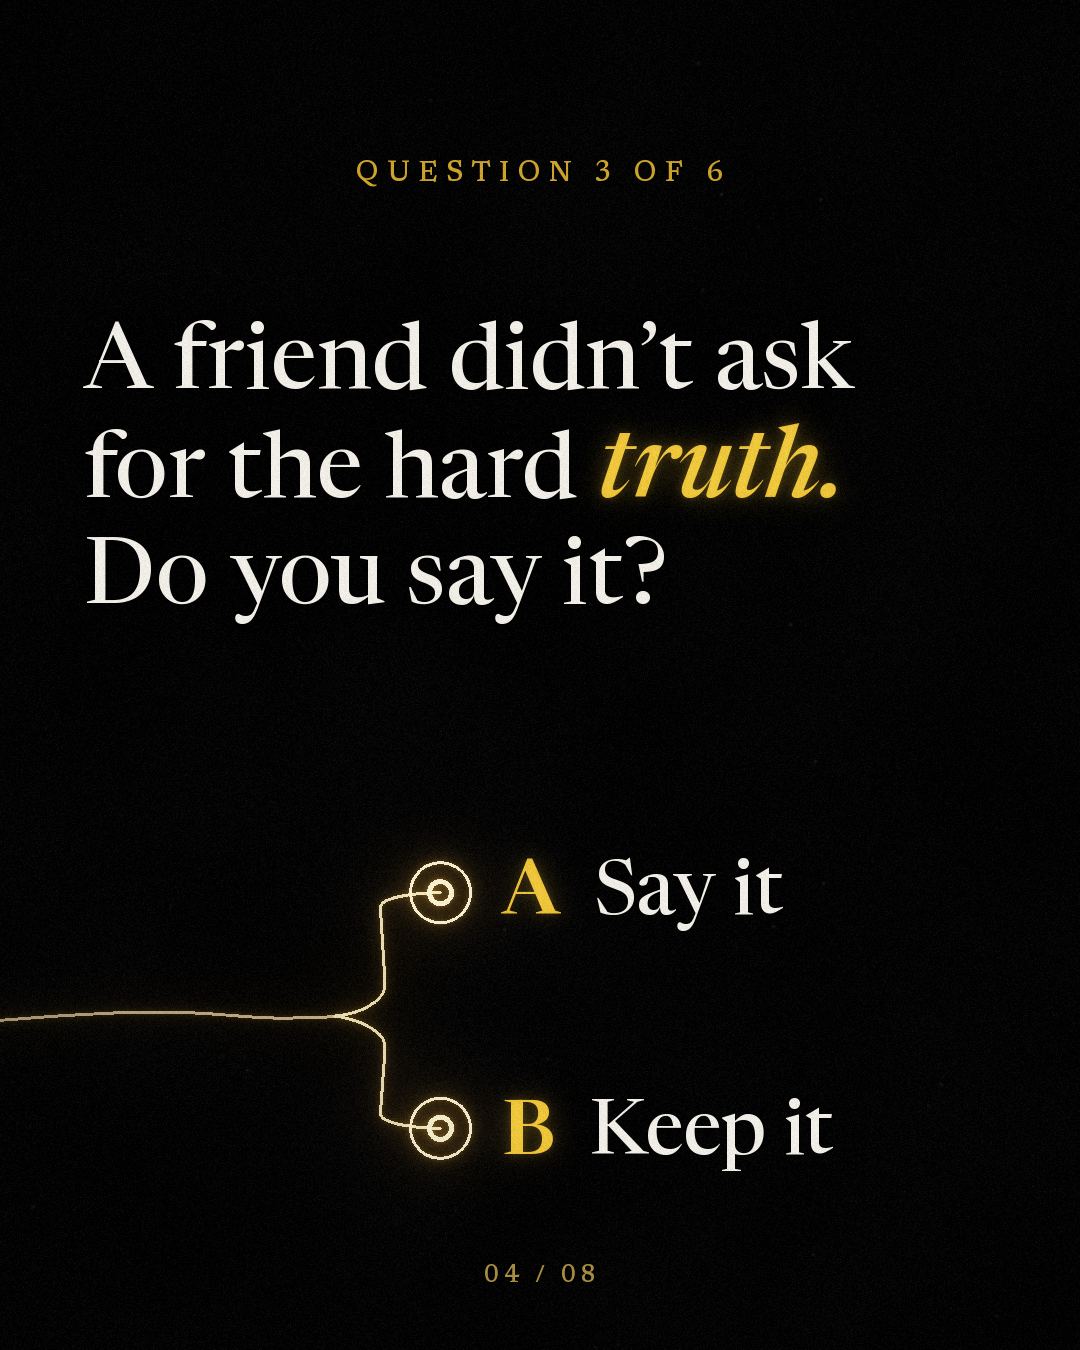 QUESTION 3 OF 6
A friend didn’t ask
for the hard truth.
Do you say it?
A Say it
B Keep it
04 / 08